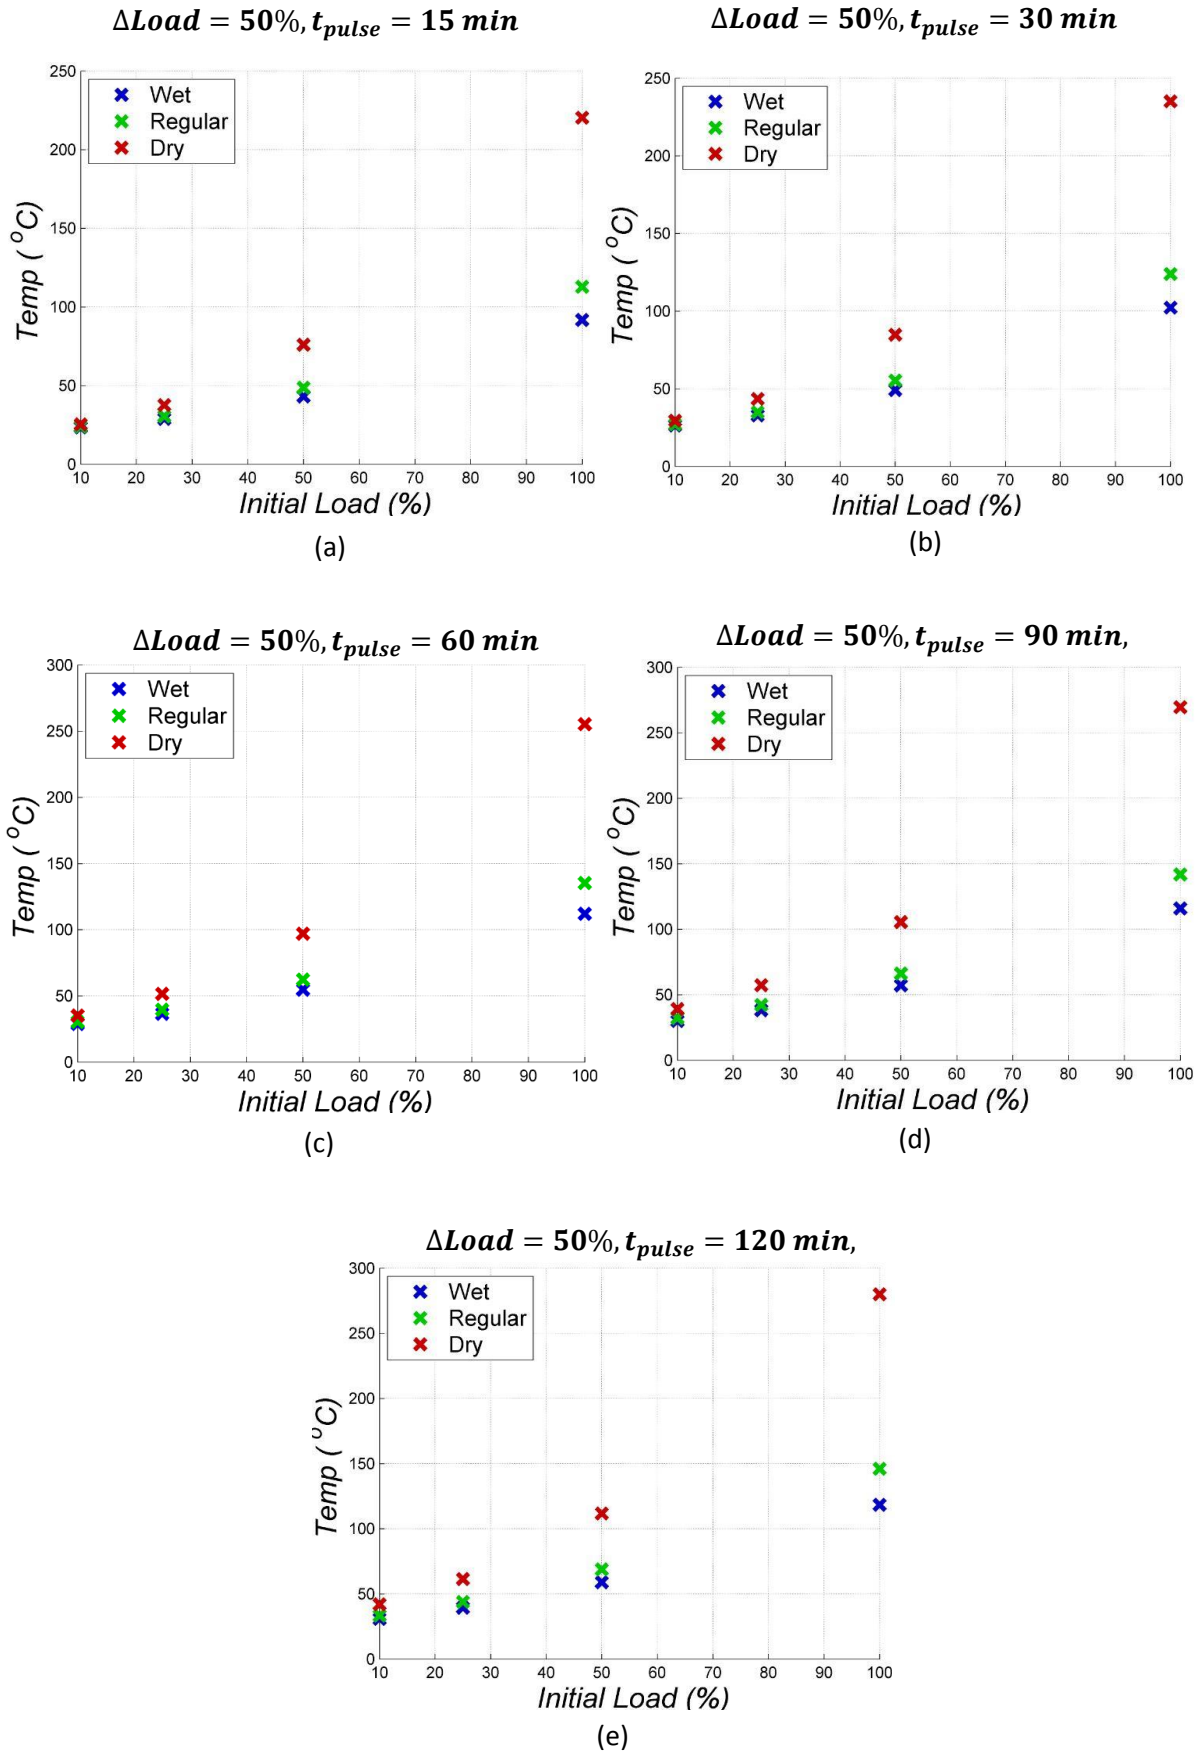 ΔLoad = 50%, t_pulse = 15 min
250
200
150
100
50
0
Temp ( °C)
Wet
Regular
Dry
10 20 30 40 50 60 70 80 90 100
Initial Load (%)
(a)
ΔLoad = 50%, t_pulse = 30 min
250
200
150
100
50
0
Temp ( °C)
Wet
Regular
Dry
10 20 30 40 50 60 70 80 90 100
Initial Load (%)
(b)
ΔLoad = 50%, t_pulse = 60 min
300
250
200
150
100
50
0
Temp ( °C)
Wet
Regular
Dry
10 20 30 40 50 60 70 80 90 100
Initial Load (%)
(c)
ΔLoad = 50%, t_pulse = 90 min,
300
250
200
150
100
50
0
Temp ( °C)
Wet
Regular
Dry
10 20 30 40 50 60 70 80 90 100
Initial Load (%)
(d)
ΔLoad = 50%, t_pulse = 120 min,
300
250
200
150
100
50
0
Temp ( °C)
Wet
Regular
Dry
10 20 30 40 50 60 70 80 90 100
Initial Load (%)
(e)